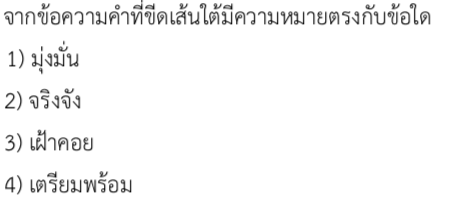 จากข้อความคำที่ขีดเส้นใต้มีความหมายตรงกับข้อใด
1) มุ่งมั่น
2) จริงจัง
3) เฝ้าคอย
4) เตรียมพร้อม